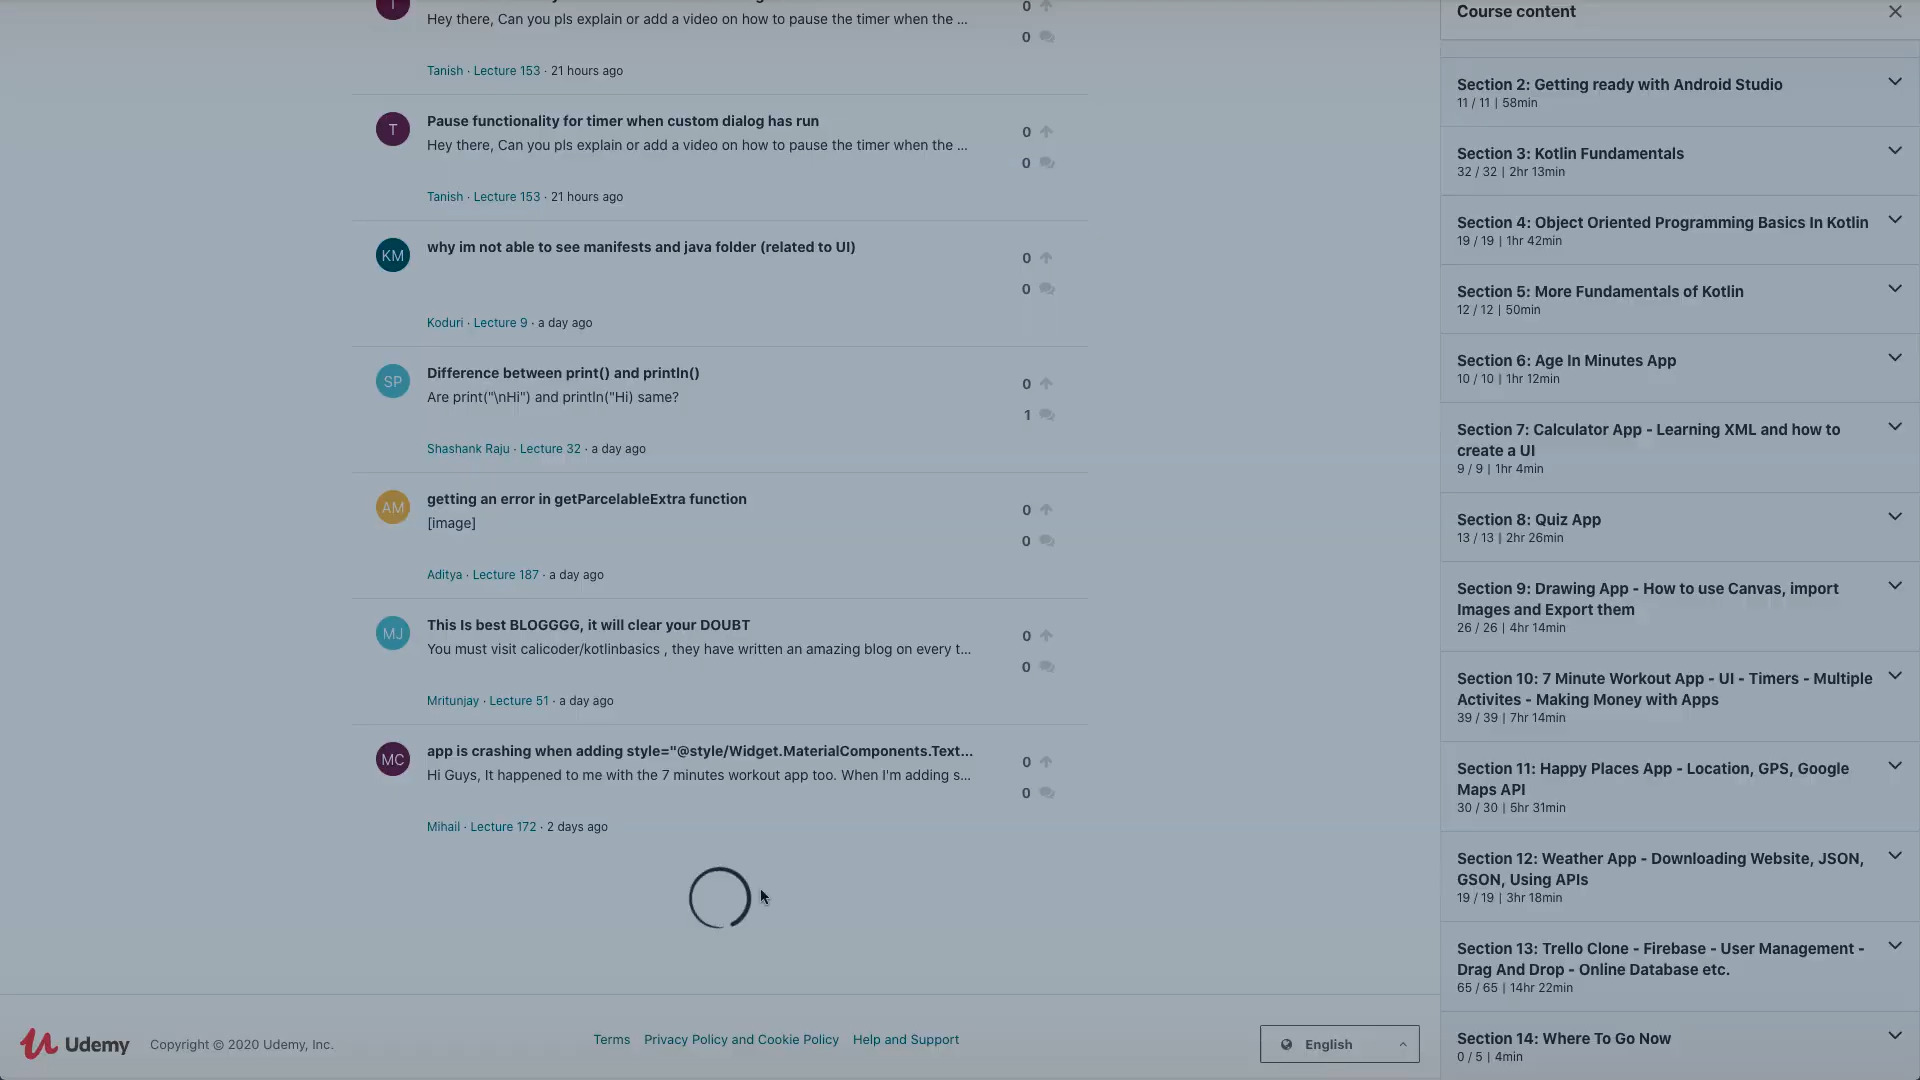 T
Hey there, Can you pls explain or add a video on how to pause the timer when the ...
0
0
Tanish · Lecture 153 · 21 hours ago
T
Pause functionality for timer when custom dialog has run
Hey there, Can you pls explain or add a video on how to pause the timer when the ...
0
0
Tanish · Lecture 153 · 21 hours ago
KM
why im not able to see manifests and java folder (related to UI)
0
0
Koduri · Lecture 9 · a day ago
SP
Difference between print() and println()
Are print("\nHi") and println("Hi) same?
0
1
Shashank Raju · Lecture 32 · a day ago
AM
getting an error in getParcelableExtra function
[image]
0
0
Aditya · Lecture 187 · a day ago
MJ
This Is best BLOGGGG, it will clear your DOUBT
You must visit calicoder/kotlinbasics , they have written an amazing blog on every t...
0
0
Mritunjay · Lecture 51 · a day ago
MC
app is crashing when adding style="@style/Widget.MaterialComponents.Text...
Hi Guys, It happened to me with the 7 minutes workout app too. When I'm adding s...
0
0
Mihail · Lecture 172 · 2 days ago
Course content
Section 2: Getting ready with Android Studio
11 / 11 | 58min
Section 3: Kotlin Fundamentals
32 / 32 | 2hr 13min
Section 4: Object Oriented Programming Basics In Kotlin
19 / 19 | 1hr 42min
Section 5: More Fundamentals of Kotlin
12 / 12 | 50min
Section 6: Age In Minutes App
10 / 10 | 1hr 12min
Section 7: Calculator App - Learning XML and how to
create a UI
9 / 9 | 1hr 4min
Section 8: Quiz App
13 / 13 | 2hr 26min
Section 9: Drawing App - How to use Canvas, import
Images and Export them
26 / 26 | 4hr 14min
Section 10: 7 Minute Workout App - UI - Timers - Multiple
Activites - Making Money with Apps
39 / 39 | 7hr 14min
Section 11: Happy Places App - Location, GPS, Google
Maps API
30 / 30 | 5hr 31min
Section 12: Weather App - Downloading Website, JSON,
GSON, Using APIs
19 / 19 | 3hr 18min
Section 13: Trello Clone - Firebase - User Management -
Drag And Drop - Online Database etc.
65 / 65 | 14hr 22min
Section 14: Where To Go Now
0 / 5 | 4min
Udemy
Copyright © 2020 Udemy, Inc.
Terms Privacy Policy and Cookie Policy Help and Support
English